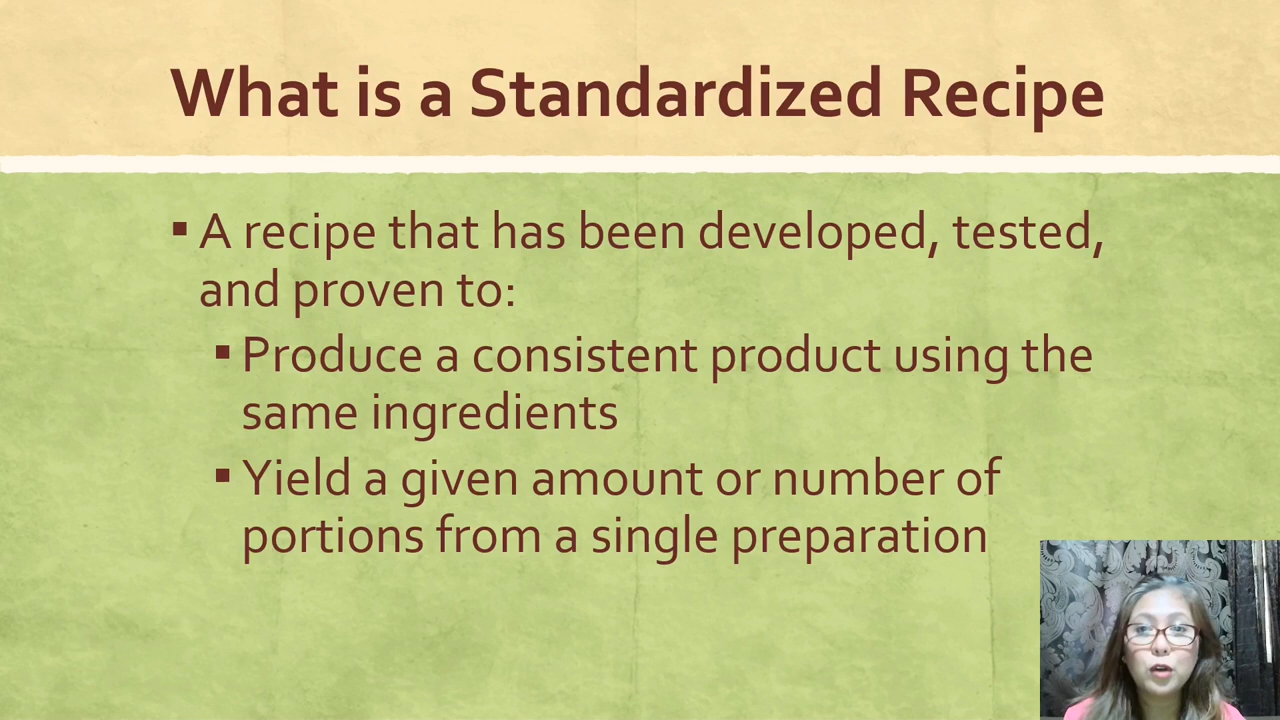 What is a Standardized Recipe
▪ A recipe that has been developed, tested,
and proven to:
▪ Produce a consistent product using the
same ingredients
▪ Yield a given amount or number of
portions from a single preparation